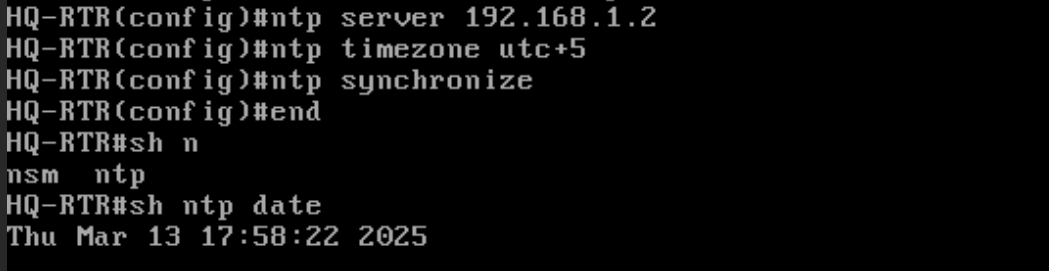 HQ-RTR(config)#ntp server 192.168.1.2
HQ-RTR(config)#ntp timezone utc+5
HQ-RTR(config)#ntp synchronize
HQ-RTR(config)#end
HQ-RTR#sh n
nsm  ntp
HQ-RTR#sh ntp date
Thu Mar 13 17:58:22 2025